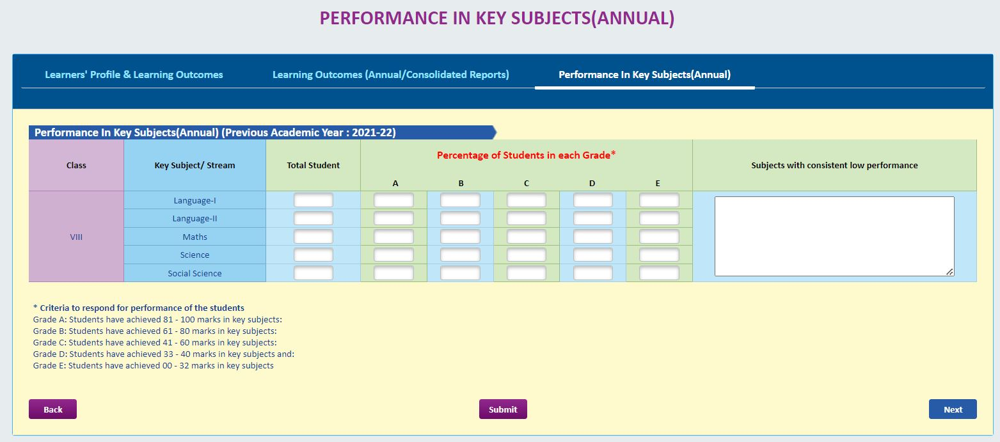 PERFORMANCE IN KEY SUBJECTS(ANNUAL)
Learners' Profile & Learning Outcomes Learning Outcomes (Annual/Consolidated Reports) Performance In Key Subjects(Annual)
Performance In Key Subjects(Annual) (Previous Academic Year : 2021-22)
Class Key Subject/ Stream Total Student Percentage of Students in each Grade* Subjects with consistent low performance
A B C D E
VIII
Language-I
Language-II
Maths
Science
Social Science
* Criteria to respond for performance of the students
Grade A: Students have achieved 81 - 100 marks in key subjects:
Grade B: Students have achieved 61 - 80 marks in key subjects:
Grade C: Students have achieved 41 - 60 marks in key subjects:
Grade D: Students have achieved 33 - 40 marks in key subjects and:
Grade E: Students have achieved 00 - 32 marks in key subjects
Back Submit Next